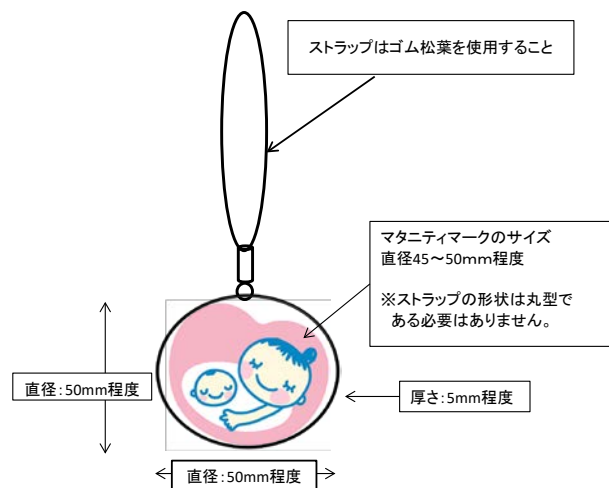 ストラップはゴム松葉を使用すること
マタニティマークのサイズ
直径45～50mm程度
※ストラップの形状は丸型で
ある必要はありません。
直径：50mm程度
厚さ：5mm程度
直径：50mm程度